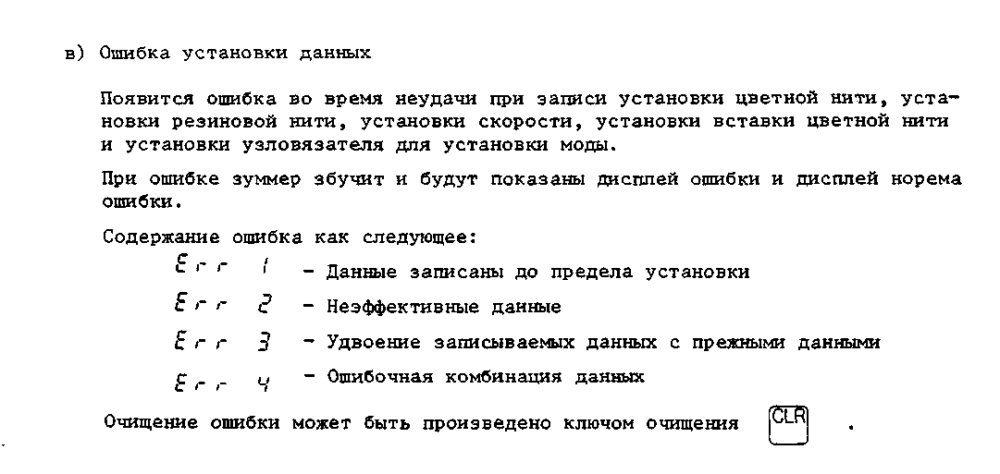 в) Ошибка установки данных
Появится ошибка во время неудачи при записи установки цветной нити, уста-
новки резиновой нити, установки скорости, установки вставки цветной нити
и установки узловязателя для установки моды.
При ошибке зуммер збучит и будут показаны дисплей ошибки и дисплей норема
ошибки.
Содержание ошибка как следующее:
Err 1 - Данные записаны до предела установки
Err 2 - Неэффективные данные
Err 3 - Удвоение записываемых данных с прежными данными
Err 4 - Ошибочная комбинация данных
Очищение ошибки может быть произведено ключом очищения CLR .